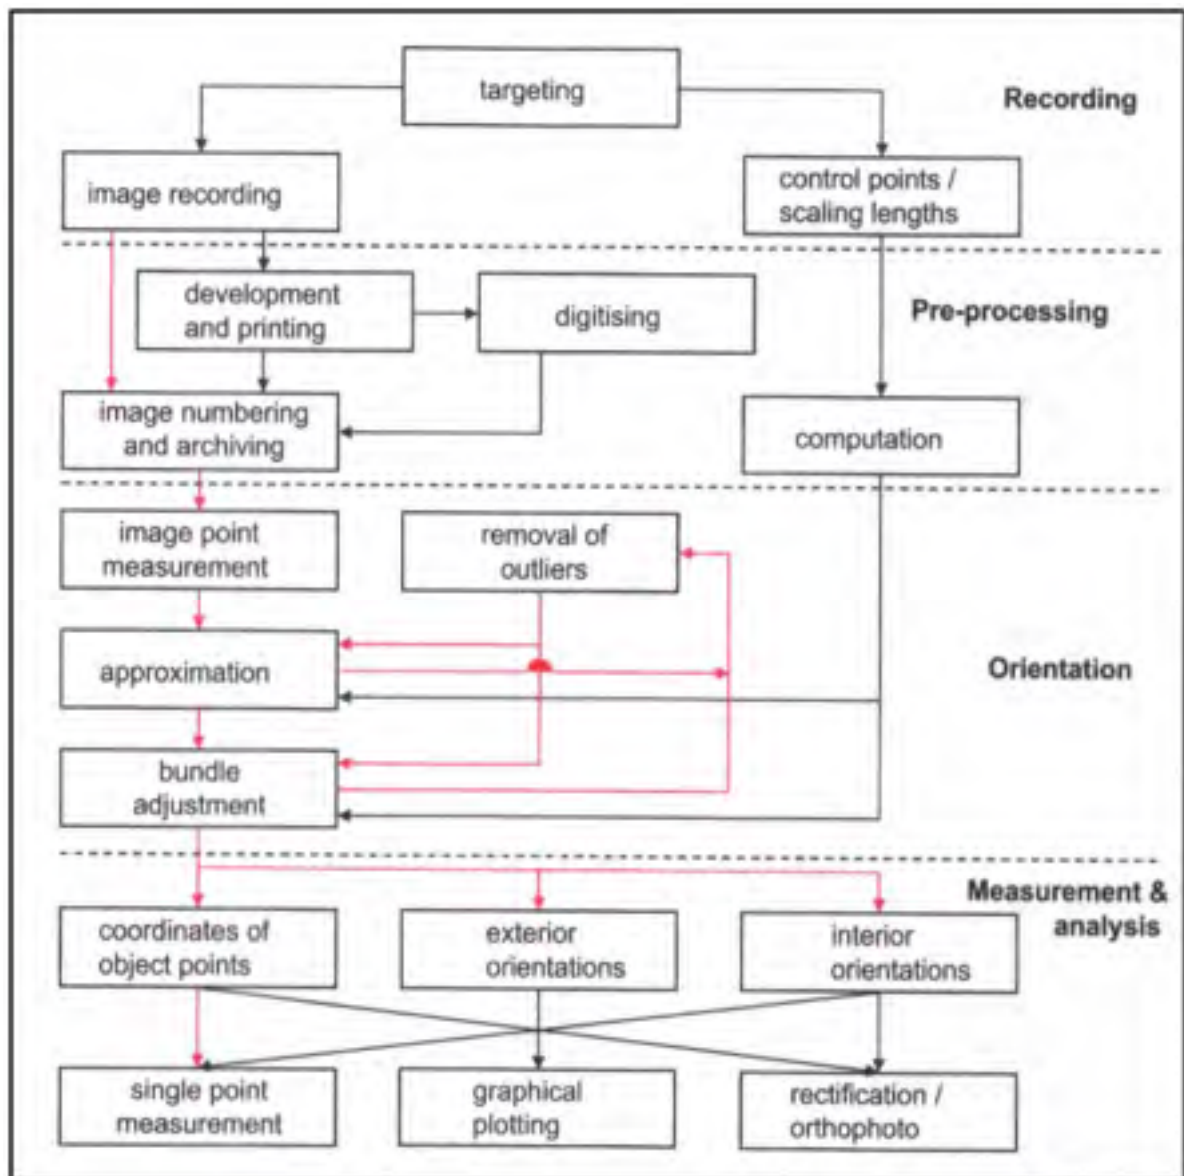 targeting
Recording
image recording
control points /
scaling lengths
development
and printing
digitising
Pre-processing
image numbering
and archiving
computation
image point
measurement
removal of
outliers
approximation
Orientation
bundle
adjustment
Measurement &
analysis
coordinates of
object points
exterior
orientations
interior
orientations
single point
measurement
graphical
plotting
rectification /
orthophoto